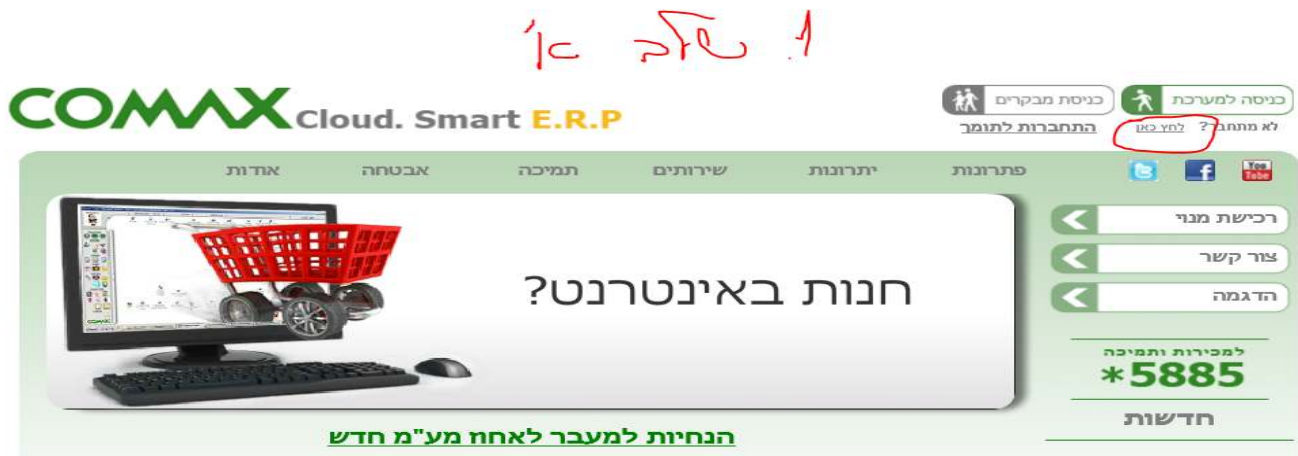 1. שלב א'
COMAX Cloud. Smart E.R.P
כניסה למערכת
כניסת מבקרים
לא מתחבר? לחץ כאן
התחברות לתומך
You Tube
פתרונות יתרונות שירותים תמיכה אבטחה אודות
רכישת מנוי
צור קשר
הדגמה
חנות באינטרנט?
למכירות ותמיכה
*5885
חדשות
הנחיות למעבר לאחוז מע"מ חדש